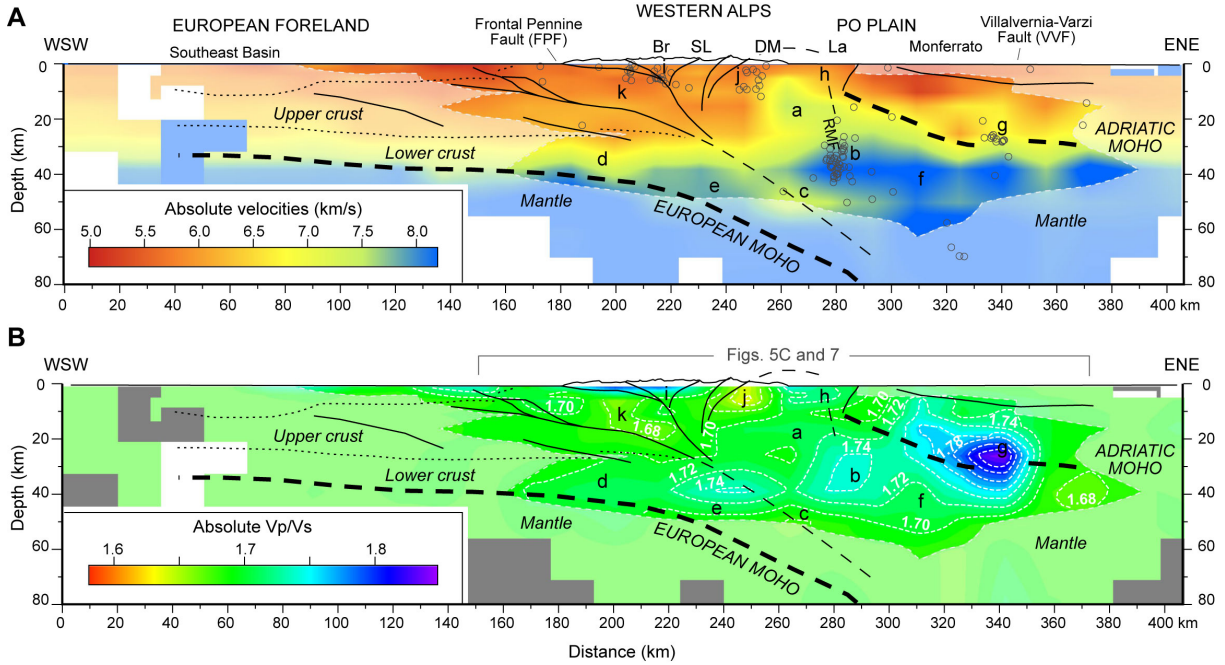 A
EUROPEAN FORELAND
WESTERN ALPS
PO PLAIN
Frontal Pennine
Fault (FPF)
Villalvernia-Varzi
Fault (VVF)
WSW
Southeast Basin
Br
SL
DM
La
Monferrato
ENE
0
20
40
60
80
Depth (km)
Upper crust
Lower crust
Mantle
EUROPEAN MOHO
Mantle
ADRIATIC
MOHO
RMF
a
b
c
d
e
f
g
h
i
j
k
0
20
40
60
80
Absolute velocities (km/s)
5.0 5.5 6.0 6.5 7.0 7.5 8.0
0 20 40 60 80 100 120 140 160 180 200 220 240 260 280 300 320 340 360 380 400 km
B
WSW
Figs. 5C and 7
ENE
0
20
40
60
80
Depth (km)
Upper crust
Lower crust
Mantle
EUROPEAN MOHO
Mantle
ADRIATIC
MOHO
1.70
1.68
1.70
1.72
1.74
1.74
1.72
1.70
1.70
1.72
1.74
1.78
1.68
a
b
c
d
e
f
g
h
i
j
k
0
20
40
60
80
Absolute Vp/Vs
1.6 1.7 1.8
0 20 40 60 80 100 120 140 160 180 200 220 240 260 280 300 320 340 360 380 400 km
Distance (km)